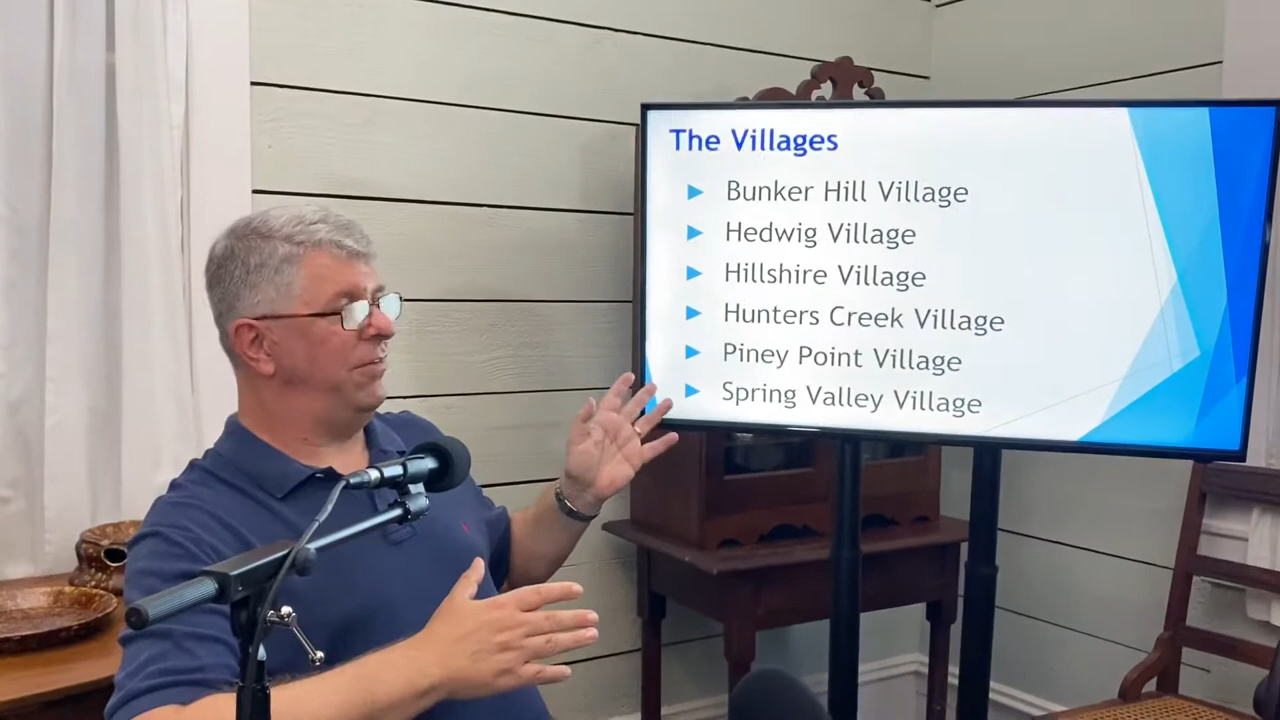 The Villages
Bunker Hill Village
Hedwig Village
Hillshire Village
Hunters Creek Village
Piney Point Village
Spring Valley Village